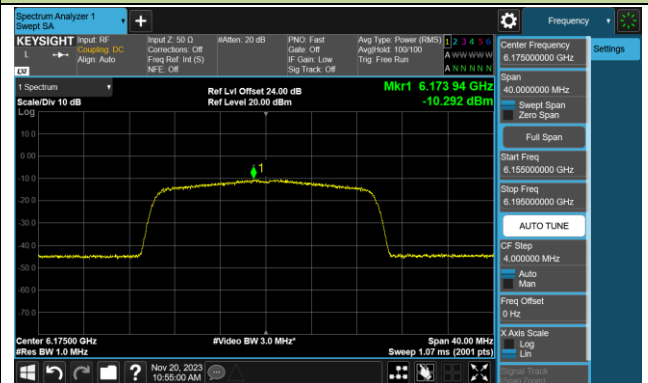 Spectrum Analyzer 1
Swept SA
Frequency
KEYSIGHT
Input: RF
Coupling: DC
Align: Auto
Input Z: 50 Ω
Corrections: Off
Freq Ref: Int (S)
NFE: Off
#Atten: 20 dB
PNO: Fast
Gate: Off
IF Gain: Low
Sig Track: Off
Avg Type: Power (RMS)
Avg|Hold: 100/100
Trig: Free Run
1 2 3 4 5 6
A W W W W W
A N N N N N
L
LXI
1 Spectrum
Scale/Div 10 dB
Log
Ref Lvl Offset 24.00 dB
Ref Level 20.00 dBm
Mkr1 6.173 94 GHz
-10.292 dBm
10.0
0.00
-10.0
-20.0
-30.0
-40.0
-50.0
-60.0
-70.0
1
Center 6.17500 GHz
#Res BW 1.0 MHz
#Video BW 3.0 MHz*
Span 40.00 MHz
Sweep 1.07 ms (2001 pts)
Nov 20, 2023
10:55:00 AM
Center Frequency
6.175000000 GHz
Settings
Span
40.0000000 MHz
Swept Span
Zero Span
Full Span
Start Freq
6.155000000 GHz
Stop Freq
6.195000000 GHz
AUTO TUNE
CF Step
4.000000 MHz
Auto
Man
Freq Offset
0 Hz
X Axis Scale
Log
Lin
Signal Track
(Span Zoom)